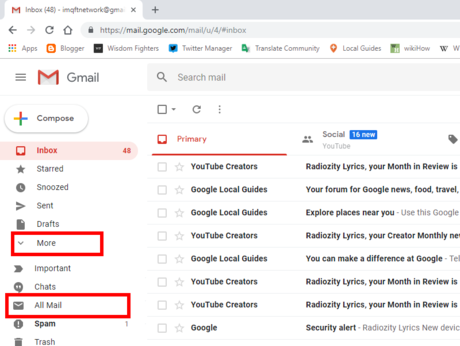 Inbox (48) - imqftnetwork@gmai
https://mail.google.com/mail/u/4/#inbox
Apps Bogler Blogger Wisdom Fighters Twitter Manager Translate Community Local Guides wikiHow
Gmail
Search mail
Compose
Primary
Social 16 new
YouTube
Inbox 48
Starred
Snoozed
Sent
Drafts
More
Important
Chats
All Mail
Spam 1
Trash
YouTube Creators Radiozity Lyrics, your Month in Review is
Google Local Guides Your forum for Google news, food, travel,
Google Local Guides Explore places near you - Use this Google
YouTube Creators Radiozity Lyrics, your Creator Monthly nev
Google Local Guides You can make a difference at Google - Tel
YouTube Creators Radiozity Lyrics, your Month in Review is
YouTube Creators Radiozity Lyrics, your Month in Review is
Google Security alert - Radiozity Lyrics New device